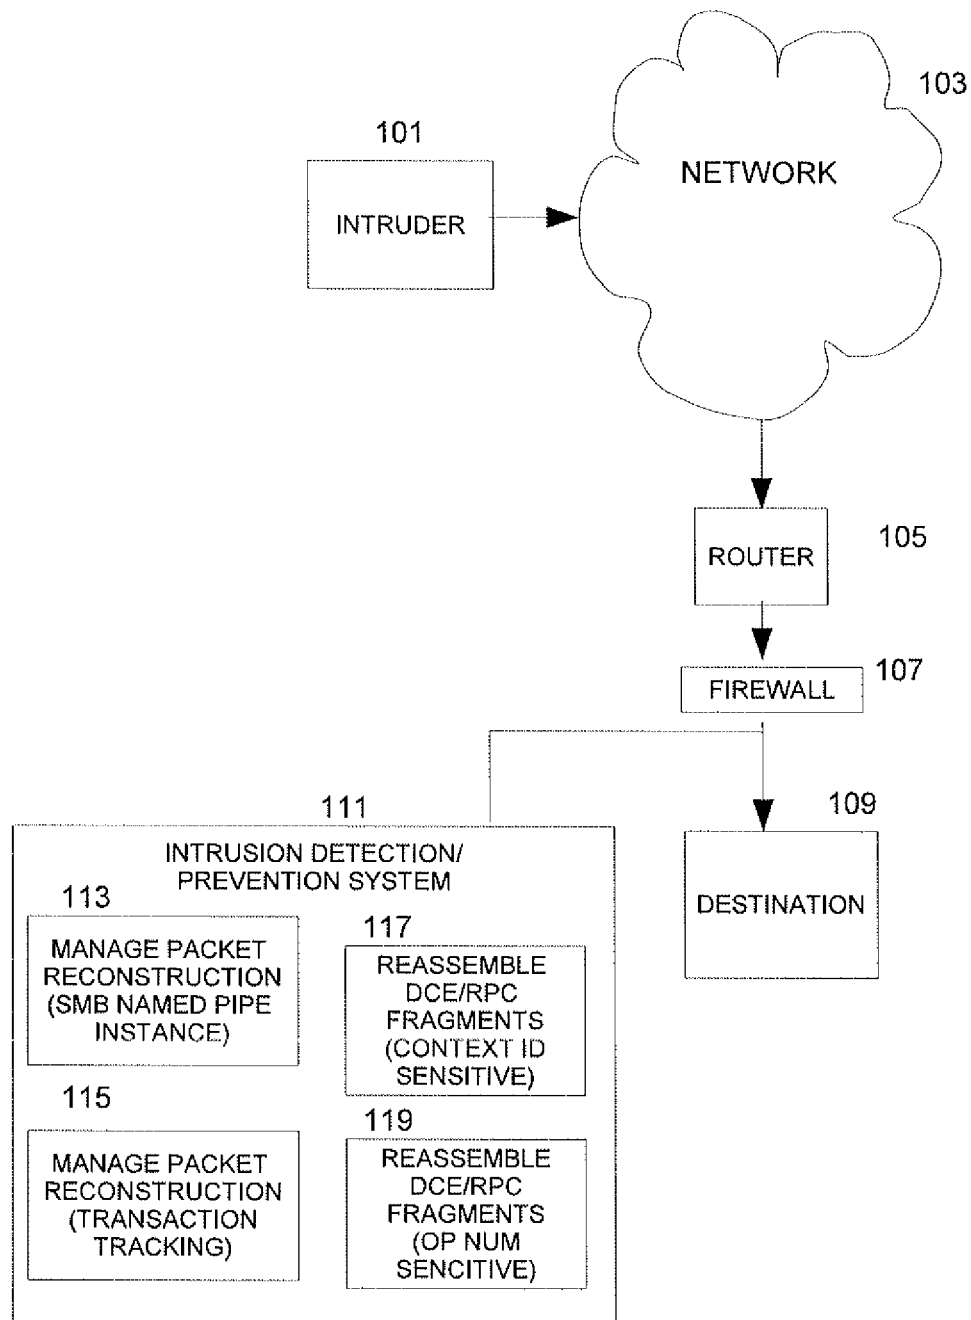 103
NETWORK
101
INTRUDER
105
ROUTER
107
FIREWALL
109
DESTINATION
111
INTRUSION DETECTION/
PREVENTION SYSTEM
113
MANAGE PACKET
RECONSTRUCTION
(SMB NAMED PIPE
INSTANCE)
117
REASSEMBLE
DCE/RPC
FRAGMENTS
(CONTEXT ID
SENSITIVE)
115
MANAGE PACKET
RECONSTRUCTION
(TRANSACTION
TRACKING)
119
REASSEMBLE
DCE/RPC
FRAGMENTS
(OP NUM
SENCITIVE)